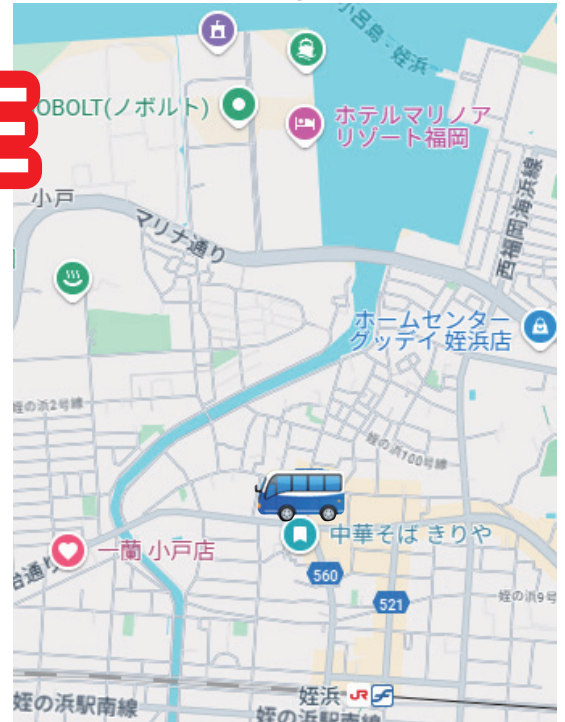 小呂島・姪浜
OBOLT(ノボルト)
ホテルマリノア
リゾート福岡
小戸
マリナ通り
西福岡海浜線
ホームセンター
グッデイ 姪浜店
姪の浜2号線
姪の浜100号線
中華そば きりや
一蘭 小戸店
通り
560
521
姪の浜9号
姪浜
JR
姪の浜駅南線
姪の浜駅南線